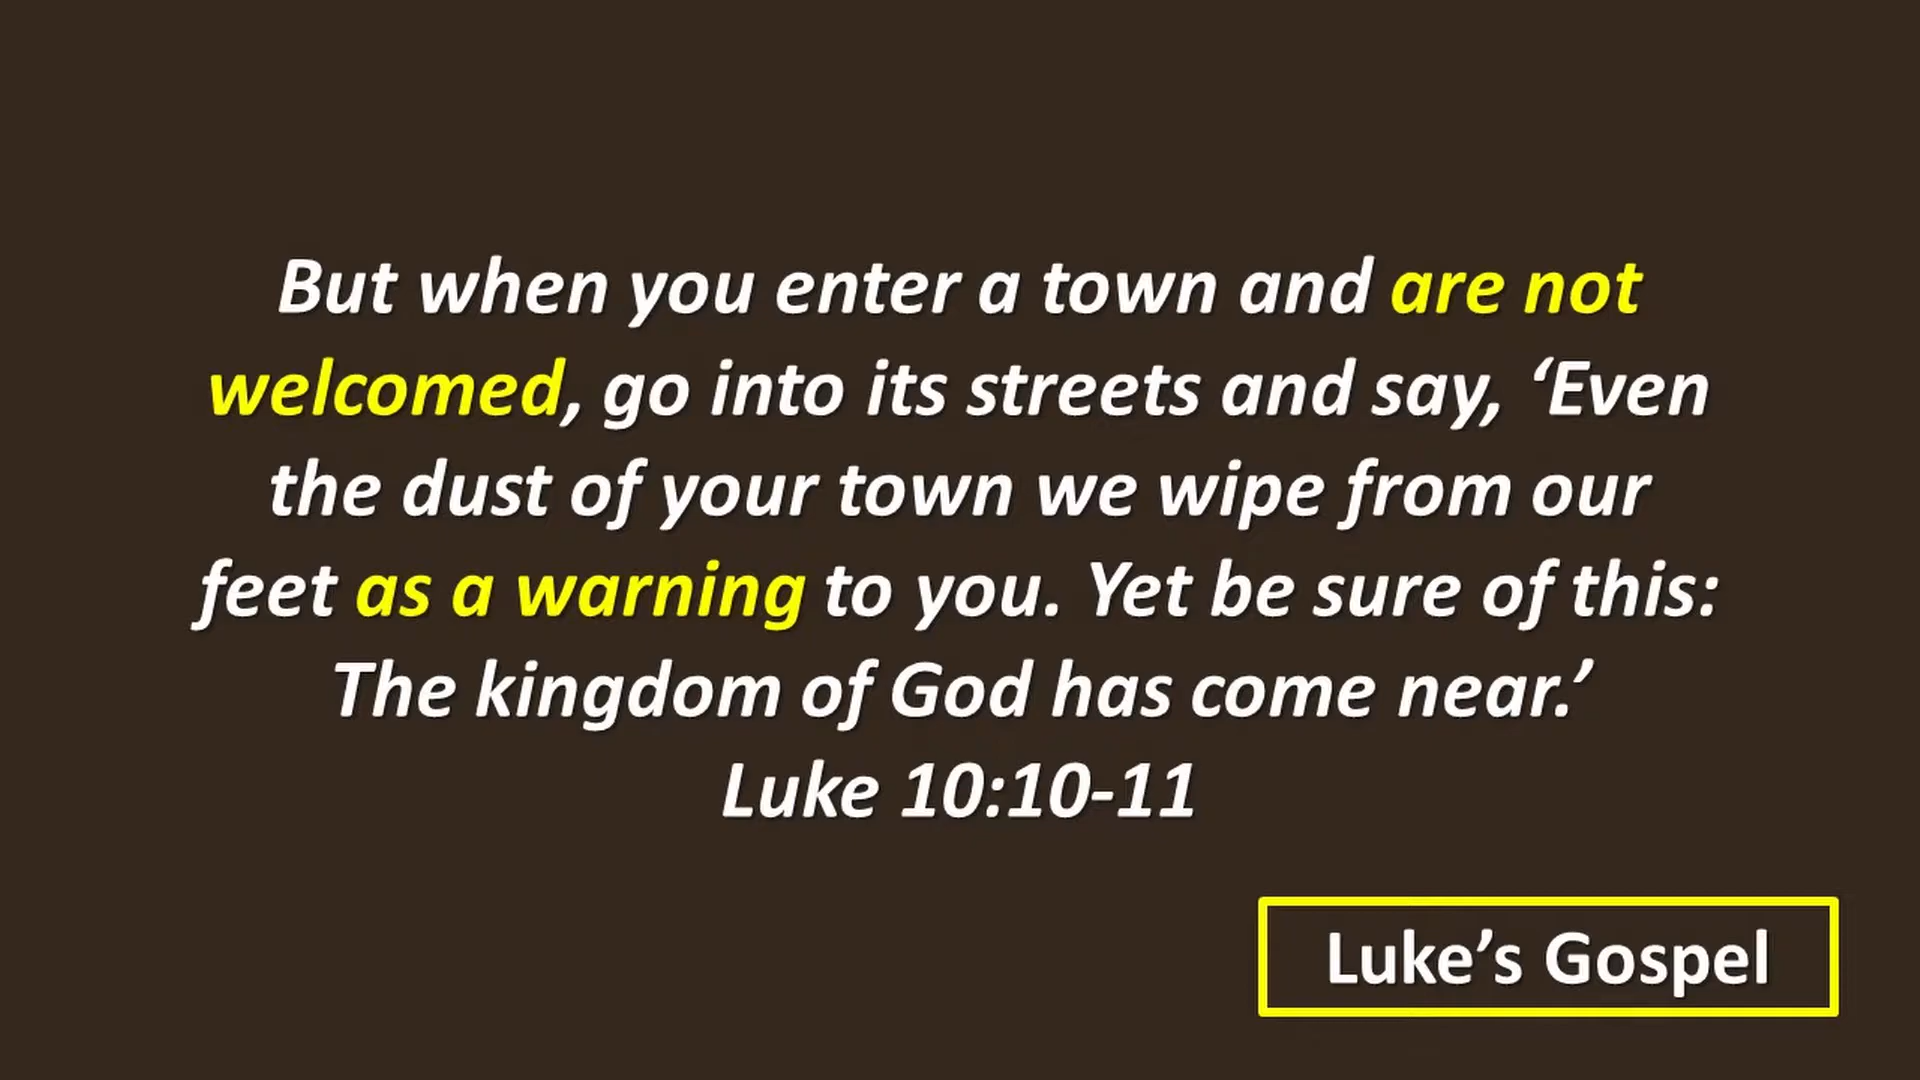 But when you enter a town and are not
welcomed, go into its streets and say, ‘Even
the dust of your town we wipe from our
feet as a warning to you. Yet be sure of this:
The kingdom of God has come near.’
Luke 10:10-11
Luke’s Gospel